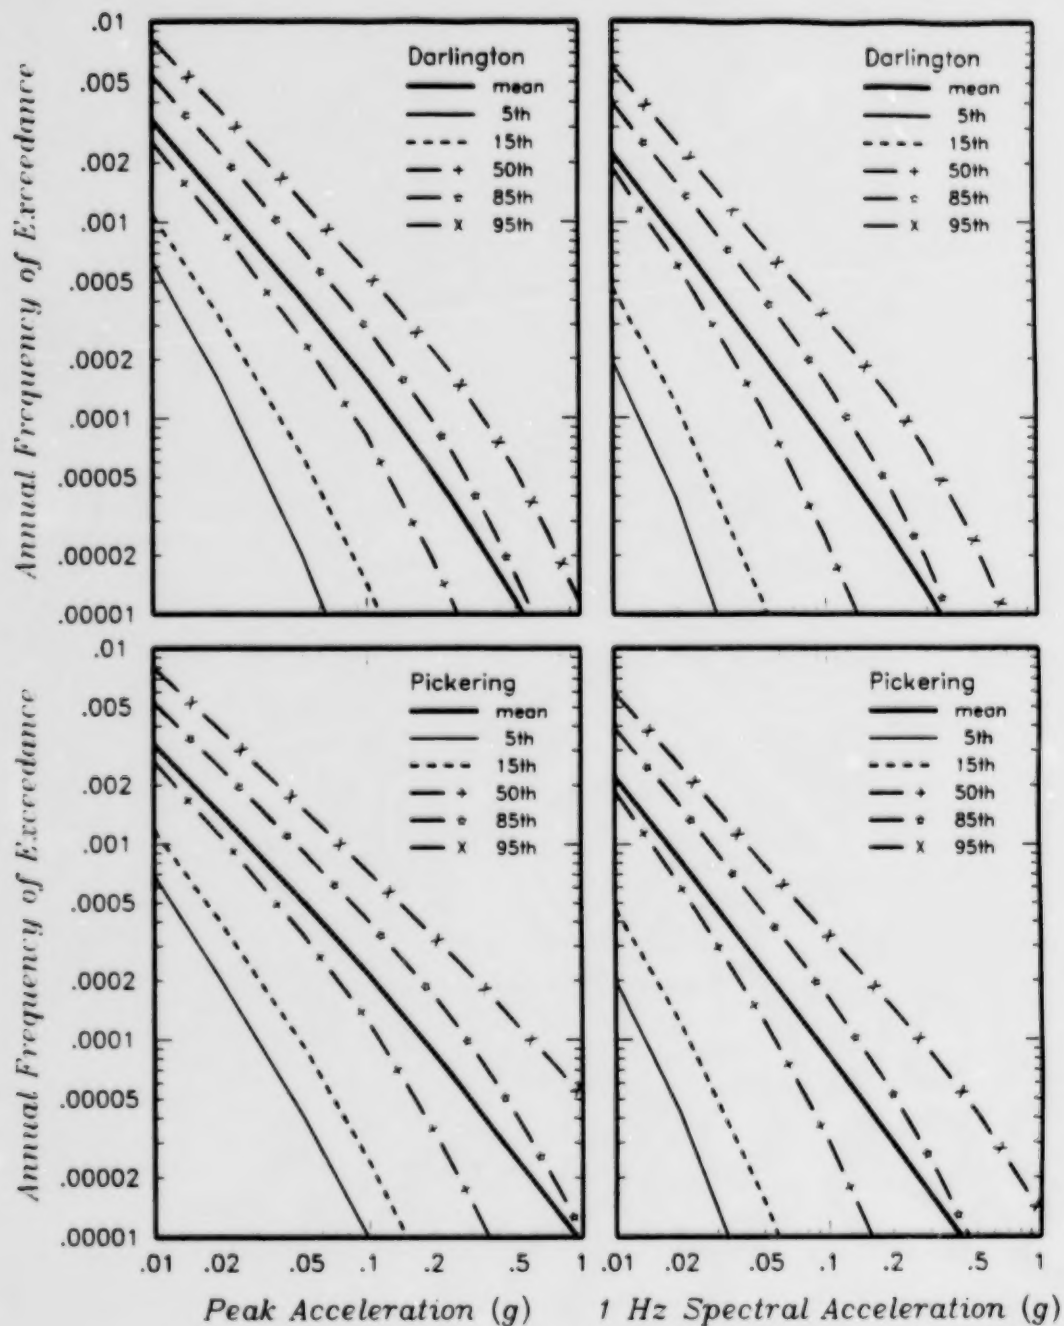 Annual Frequency of Exceedance
.01
.005
.002
.001
.0005
.0002
.0001
.00005
.00002
.00001
Darlington
mean
5th
15th
+ 50th
* 85th
x 95th
Darlington
mean
5th
15th
+ 50th
* 85th
x 95th
Annual Frequency of Exceedance
.01
.005
.002
.001
.0005
.0002
.0001
.00005
.00002
.00001
Pickering
mean
5th
15th
+ 50th
* 85th
x 95th
Pickering
mean
5th
15th
+ 50th
* 85th
x 95th
.01 .02 .05 .1 .2 .5 1
.01 .02 .05 .1 .2 .5 1
Peak Acceleration (g)
1 Hz Spectral Acceleration (g)